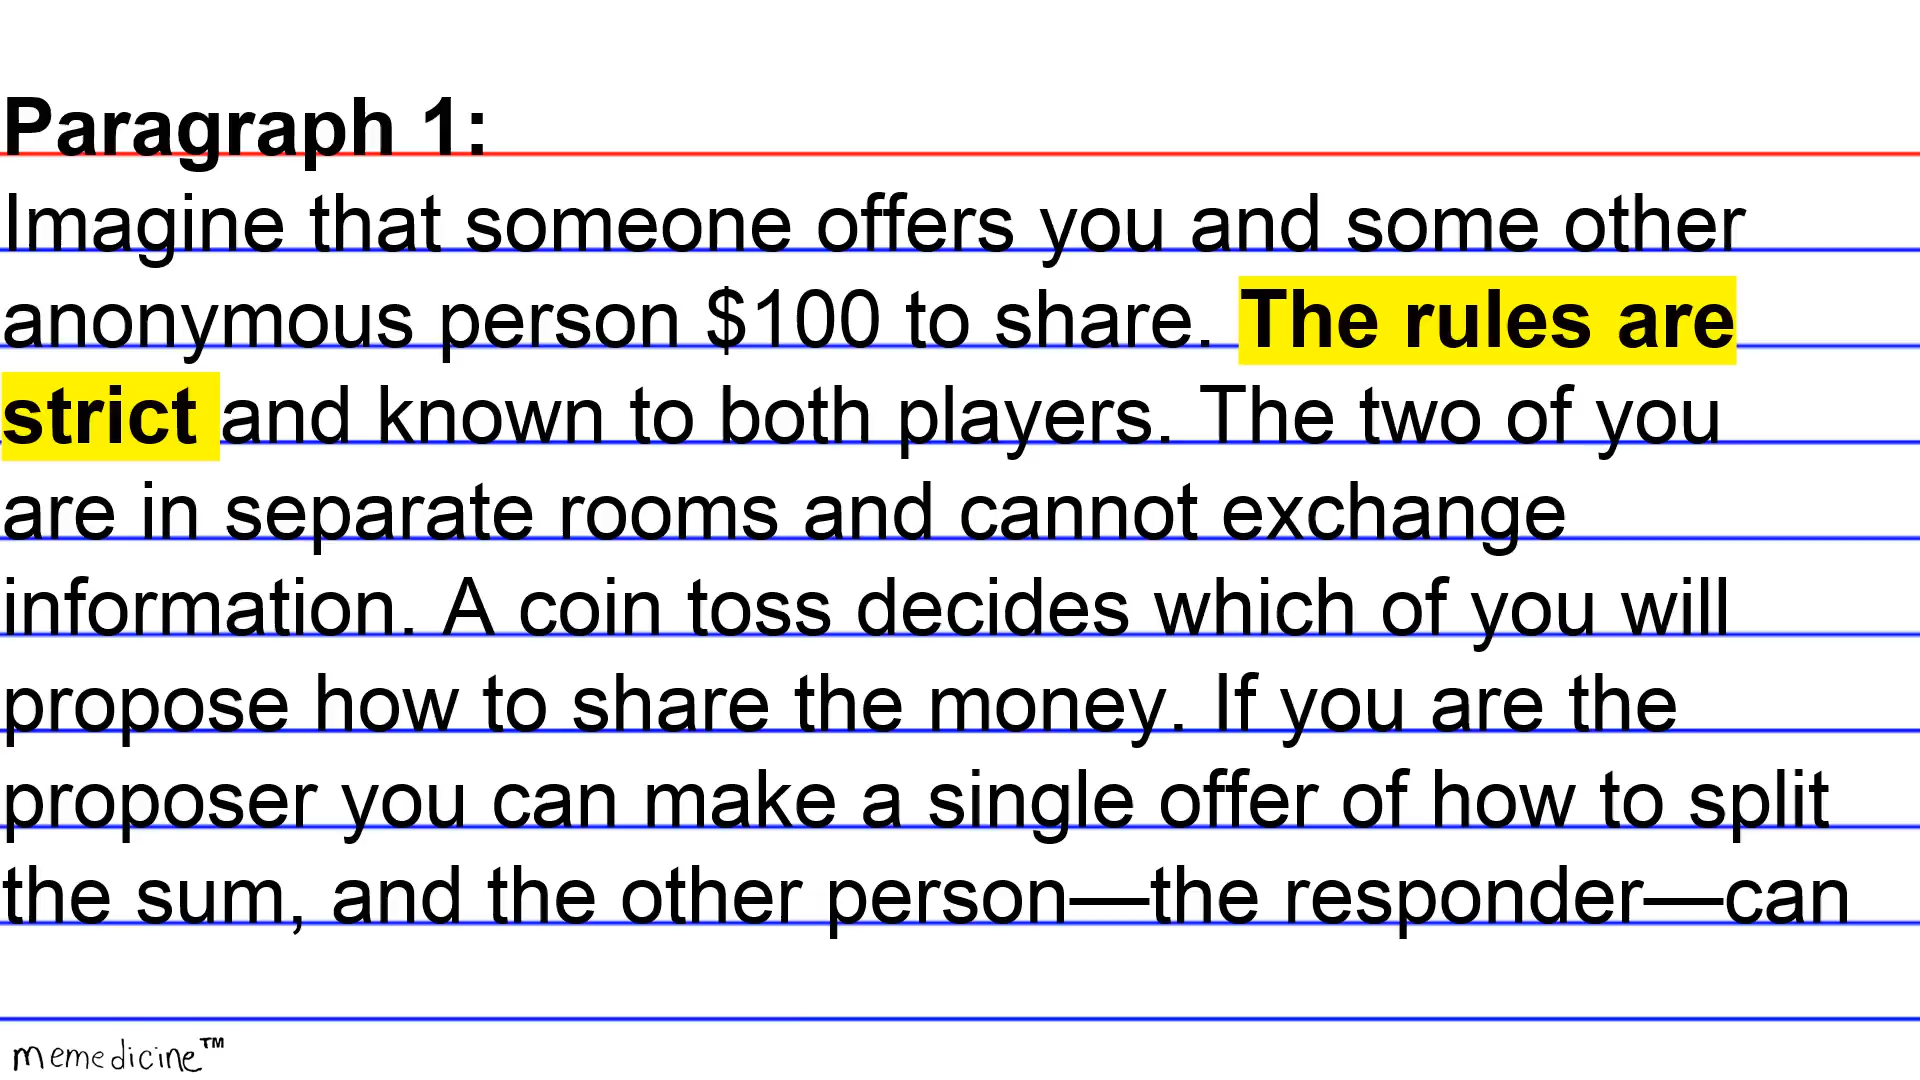 Paragraph 1:
Imagine that someone offers you and some other
anonymous person $100 to share. The rules are
strict and known to both players. The two of you
are in separate rooms and cannot exchange
information. A coin toss decides which of you will
propose how to share the money. If you are the
proposer you can make a single offer of how to split
the sum, and the other person—the responder—can
memedicine™